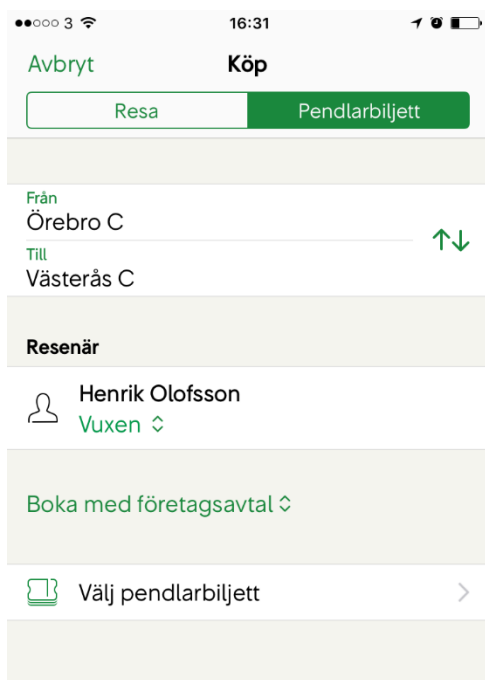 3 16:31
Avbryt Köp
Resa Pendlarbiljett
Från
Örebro C
Till
Västerås C
Resenär
Henrik Olofsson
Vuxen
Boka med företagsavtal
Välj pendlarbiljett